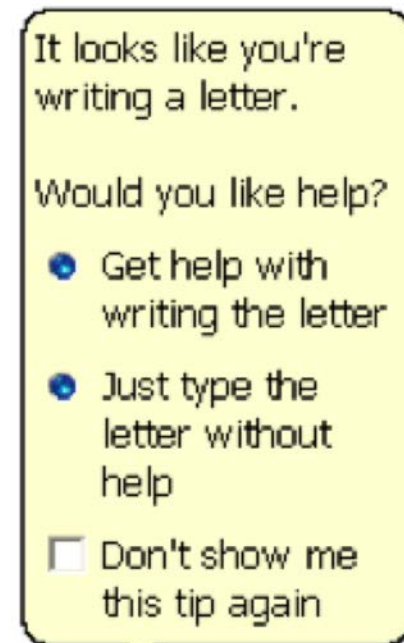 It looks like you're
writing a letter.
Would you like help?
Get help with
writing the letter
Just type the
letter without
help
Don't show me
this tip again